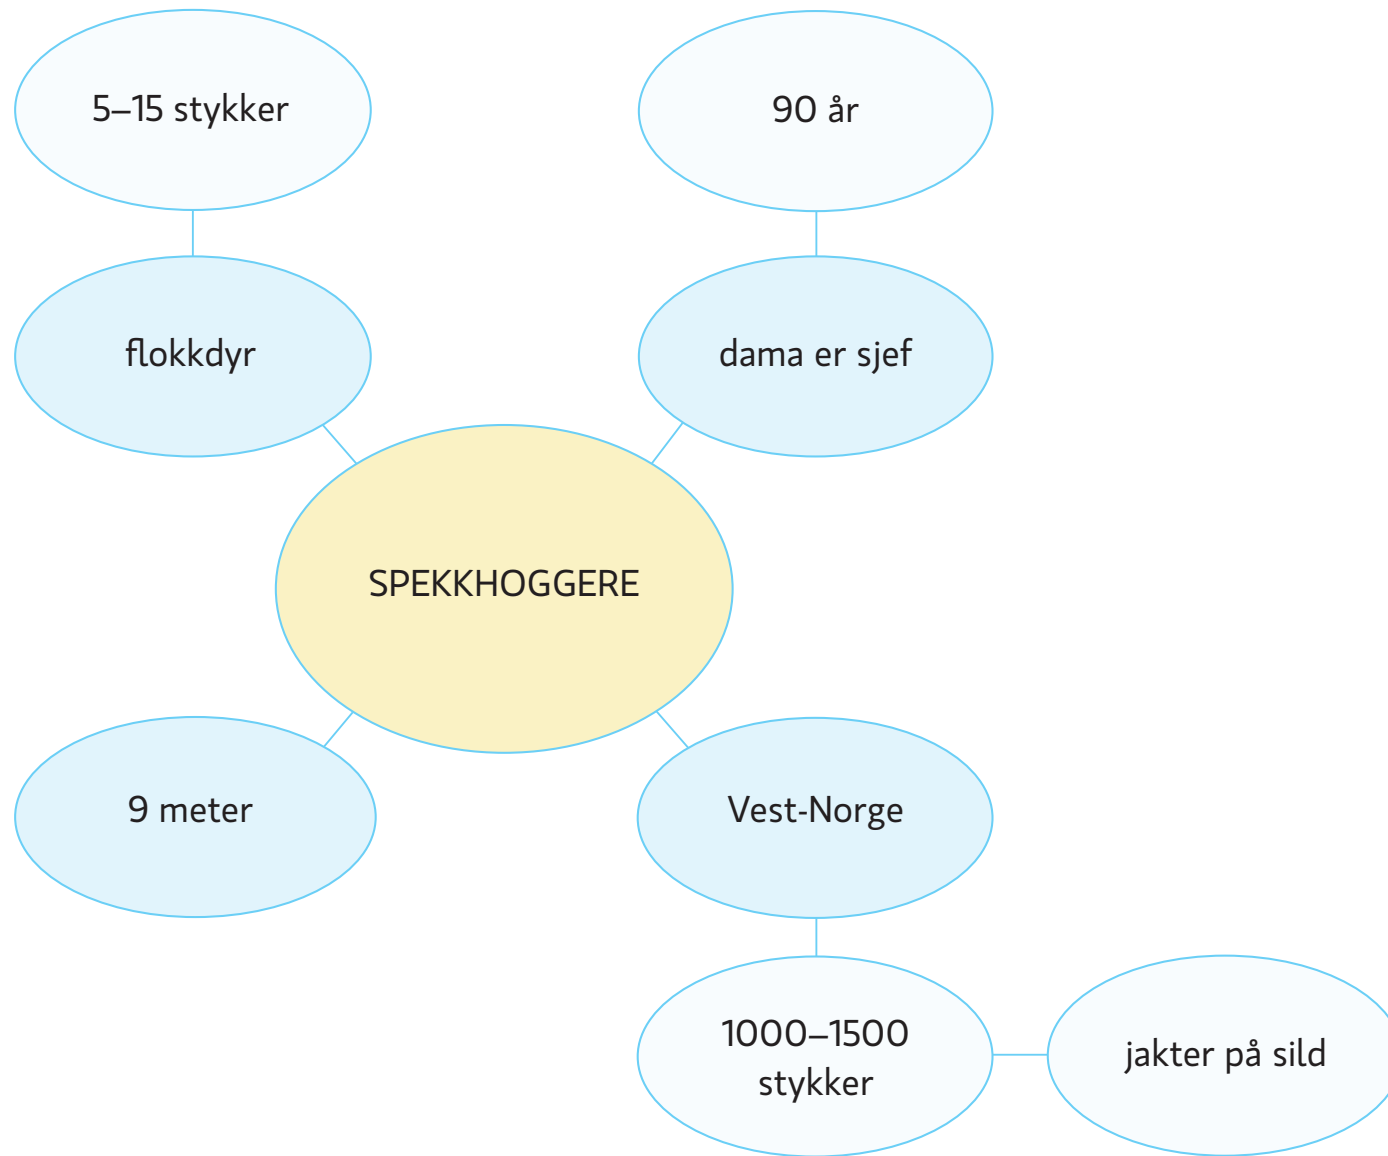 5–15 stykker
90 år
flokkdyr
dama er sjef
SPEKKHOGGERE
9 meter
Vest-Norge
1000–1500
stykker
jakter på sild